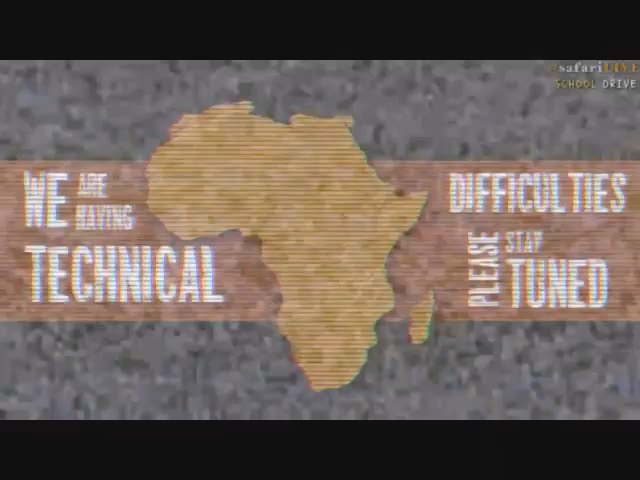 safariLIVE
SCHOOL DRIVE
WE ARE
HAVING
TECHNICAL
DIFFICULTIES
PLEASE STAY
TUNED